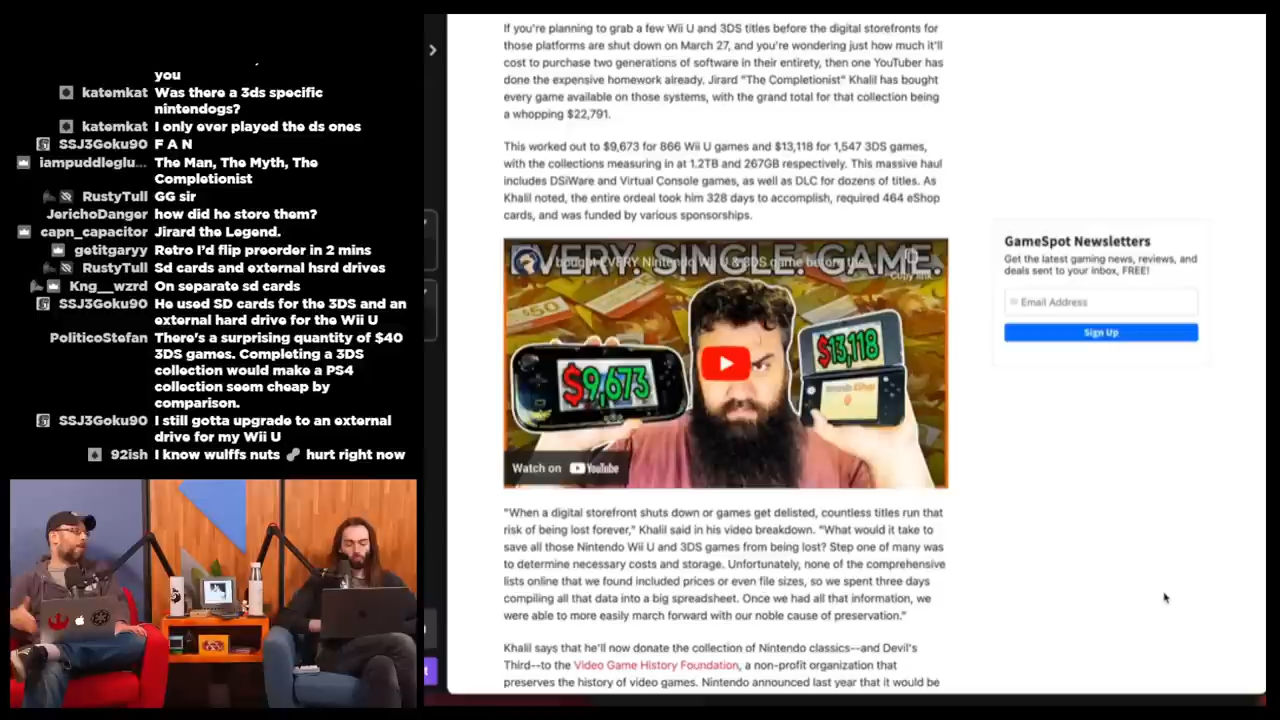 you
katemkat Was there a 3ds specific
nintendogs?
katemkat I only ever played the ds ones
SSJ3Goku90 F A N
iampuddleglu... The Man, The Myth, The
Completionist
RustyTull GG sir
JerichoDanger how did he store them?
capn_capacitor Jirard the Legend.
getitgaryy Retro I'd flip preorder in 2 mins
RustyTull Sd cards and external hsrd drives
Kng__wzrd On separate sd cards
SSJ3Goku90 He used SD cards for the 3DS and an
external hard drive for the Wii U
PoliticoStefan There's a surprising quantity of $40
3DS games. Completing a 3DS
collection would make a PS4
collection seem cheap by
comparison.
SSJ3Goku90 I still gotta upgrade to an external
drive for my Wii U
92ish I know wulffs nuts hurt right now
If you're planning to grab a few Wii U and 3DS titles before the digital storefronts for
those platforms are shut down on March 27, and you're wondering just how much it'll
cost to purchase two generations of software in their entirety, then one YouTuber has
done the expensive homework already. Jirard "The Completionist" Khalil has bought
every game available on those systems, with the grand total for that collection being
a whopping $22,791.
This worked out to $9,673 for 866 Wii U games and $13,118 for 1,547 3DS games,
with the collections measuring in at 1.2TB and 267GB respectively. This massive haul
includes DSiWare and Virtual Console games, as well as DLC for dozens of titles. As
Khalil noted, the entire ordeal took him 328 days to accomplish, required 464 eShop
cards, and was funded by various sponsorships.
EVERY. SINGLE. GAME.
I bought EVERY Nintendo Wii U & 3DS game before the
Copy link
$9,673
$13,118
Watch on YouTube
"When a digital storefront shuts down or games get delisted, countless titles run that
risk of being lost forever," Khalil said in his video breakdown. "What would it take to
save all those Nintendo Wii U and 3DS games from being lost? Step one of many was
to determine necessary costs and storage. Unfortunately, none of the comprehensive
lists online that we found included prices or even file sizes, so we spent three days
compiling all that data into a big spreadsheet. Once we had all that information, we
were able to more easily march forward with our noble cause of preservation."
Khalil says that he'll now donate the collection of Nintendo classics--and Devil's
Third--to the Video Game History Foundation, a non-profit organization that
preserves the history of video games. Nintendo announced last year that it would be
GameSpot Newsletters
Get the latest gaming news, reviews, and
deals sent to your inbox, FREE!
Email Address
Sign Up